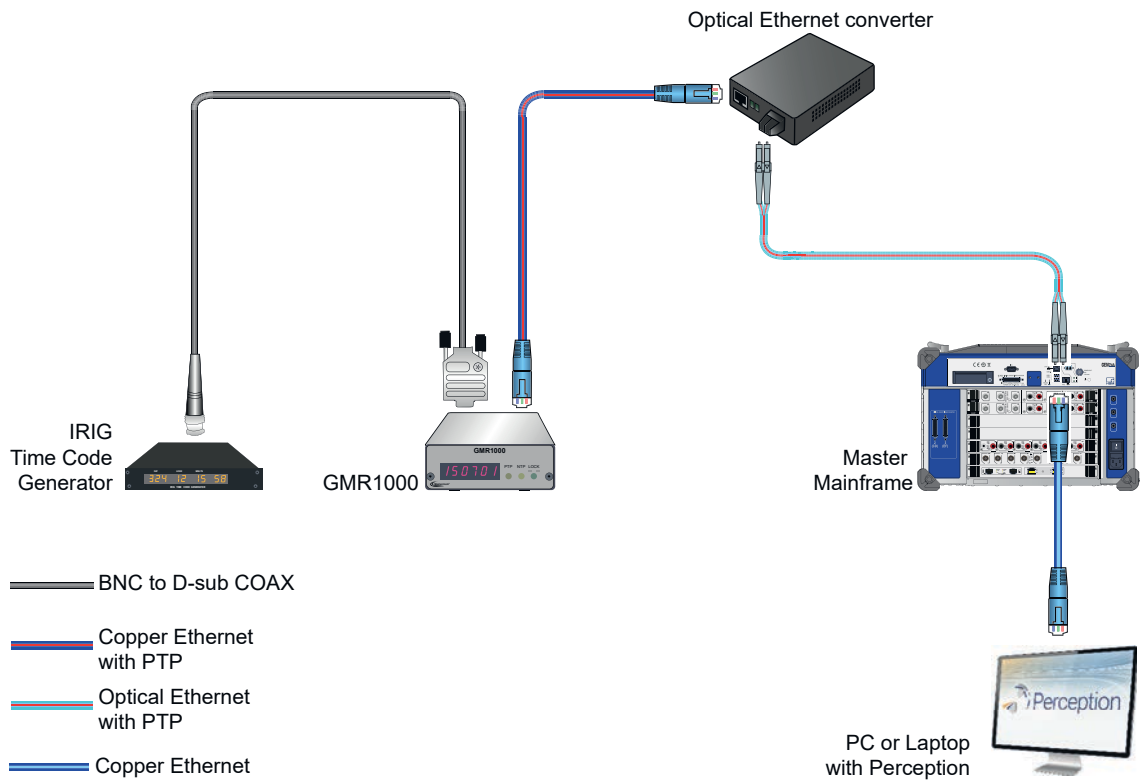 Optical Ethernet converter
IRIG
Time Code
Generator
324 12 15 58
GMR1000
GMR1000
150701
PTP NTP LOCK
Master
Mainframe
BNC to D-sub COAX
Copper Ethernet
with PTP
Optical Ethernet
with PTP
Copper Ethernet
Perception
PC or Laptop
with Perception